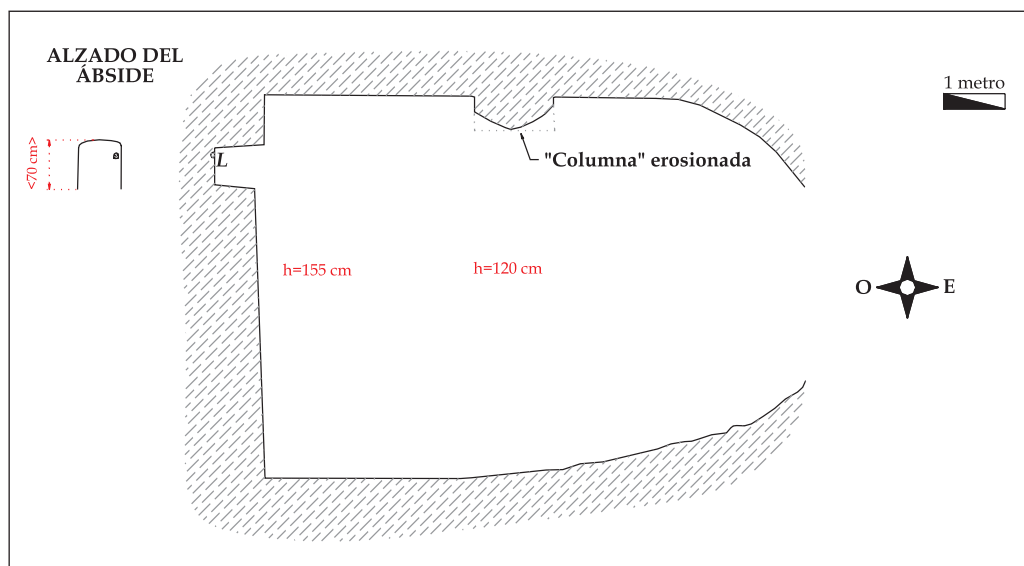 ALZADO DEL
ÁBSIDE
1 metro
<70 cm>
L
"Columna" erosionada
h=155 cm
h=120 cm
O
E